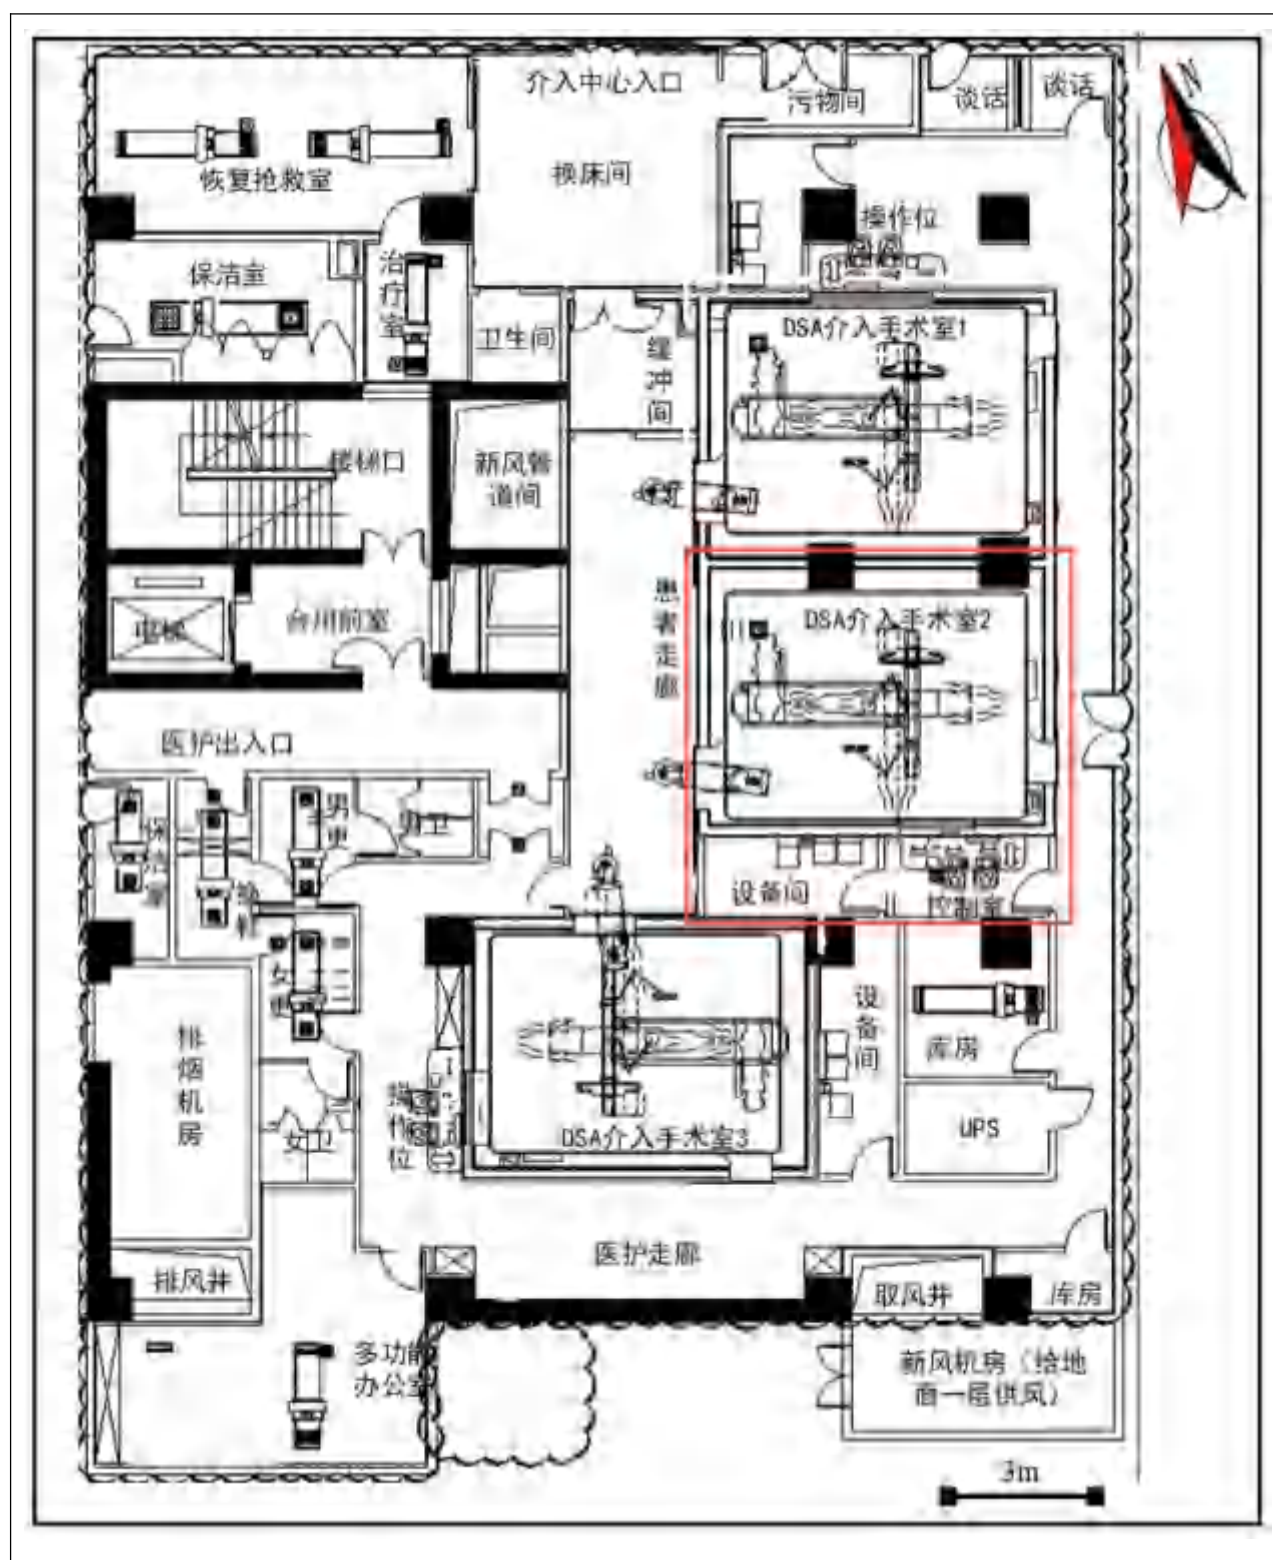 介入中心入口
污物间
谈话
谈话
N
恢复抢救室
换床间
操作位
保洁室
治疗室
卫生间
缓冲间
DSA介入手术室1
楼梯口
新风管
道间
患者走廊
DSA介入手术室2
电梯
合用前室
医护出入口
保洁屋
男更
男卫
换鞋
设备间
控制室
女更
排烟机房
设备间
库房
操作位
女卫
DSA介入手术室3
UPS
医护走廊
排风井
取风井
库房
多功能
办公室
新风机房（给地
面一层供风）
3m